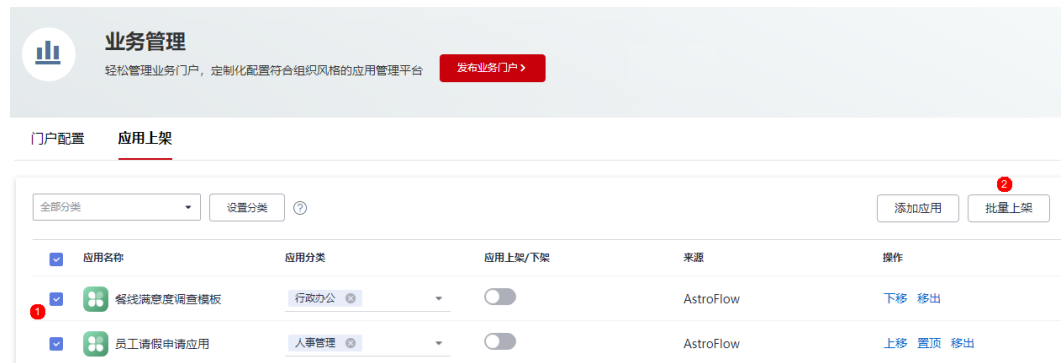 业务管理
轻松管理业务门户，定制化配置符合组织风格的应用管理平台 发布业务门户 >
门户配置 应用上架
2
全部分类 设置分类 ? 添加应用 批量上架
应用名称 应用分类 应用上架/下架 来源 操作
餐线满意度调查模板 行政办公 AstroFlow 下移 移出
1
员工请假申请应用 人事管理 AstroFlow 上移 置顶 移出